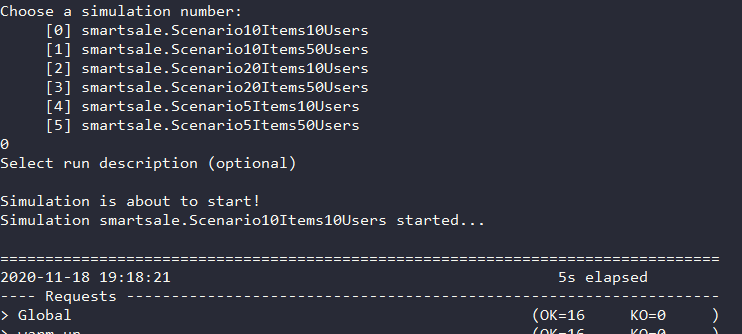 Choose a simulation number:
     [0] smartsale.Scenario10Items10Users
     [1] smartsale.Scenario10Items50Users
     [2] smartsale.Scenario20Items10Users
     [3] smartsale.Scenario20Items50Users
     [4] smartsale.Scenario5Items10Users
     [5] smartsale.Scenario5Items50Users
0
Select run description (optional)

Simulation is about to start!
Simulation smartsale.Scenario10Items10Users started...

================================================================================
2020-11-18 19:18:21                                           5s elapsed
---- Requests ------------------------------------------------------------------
> Global                                                   (OK=16     KO=0     )
> warm up                                                  (OK=16     KO=0     )